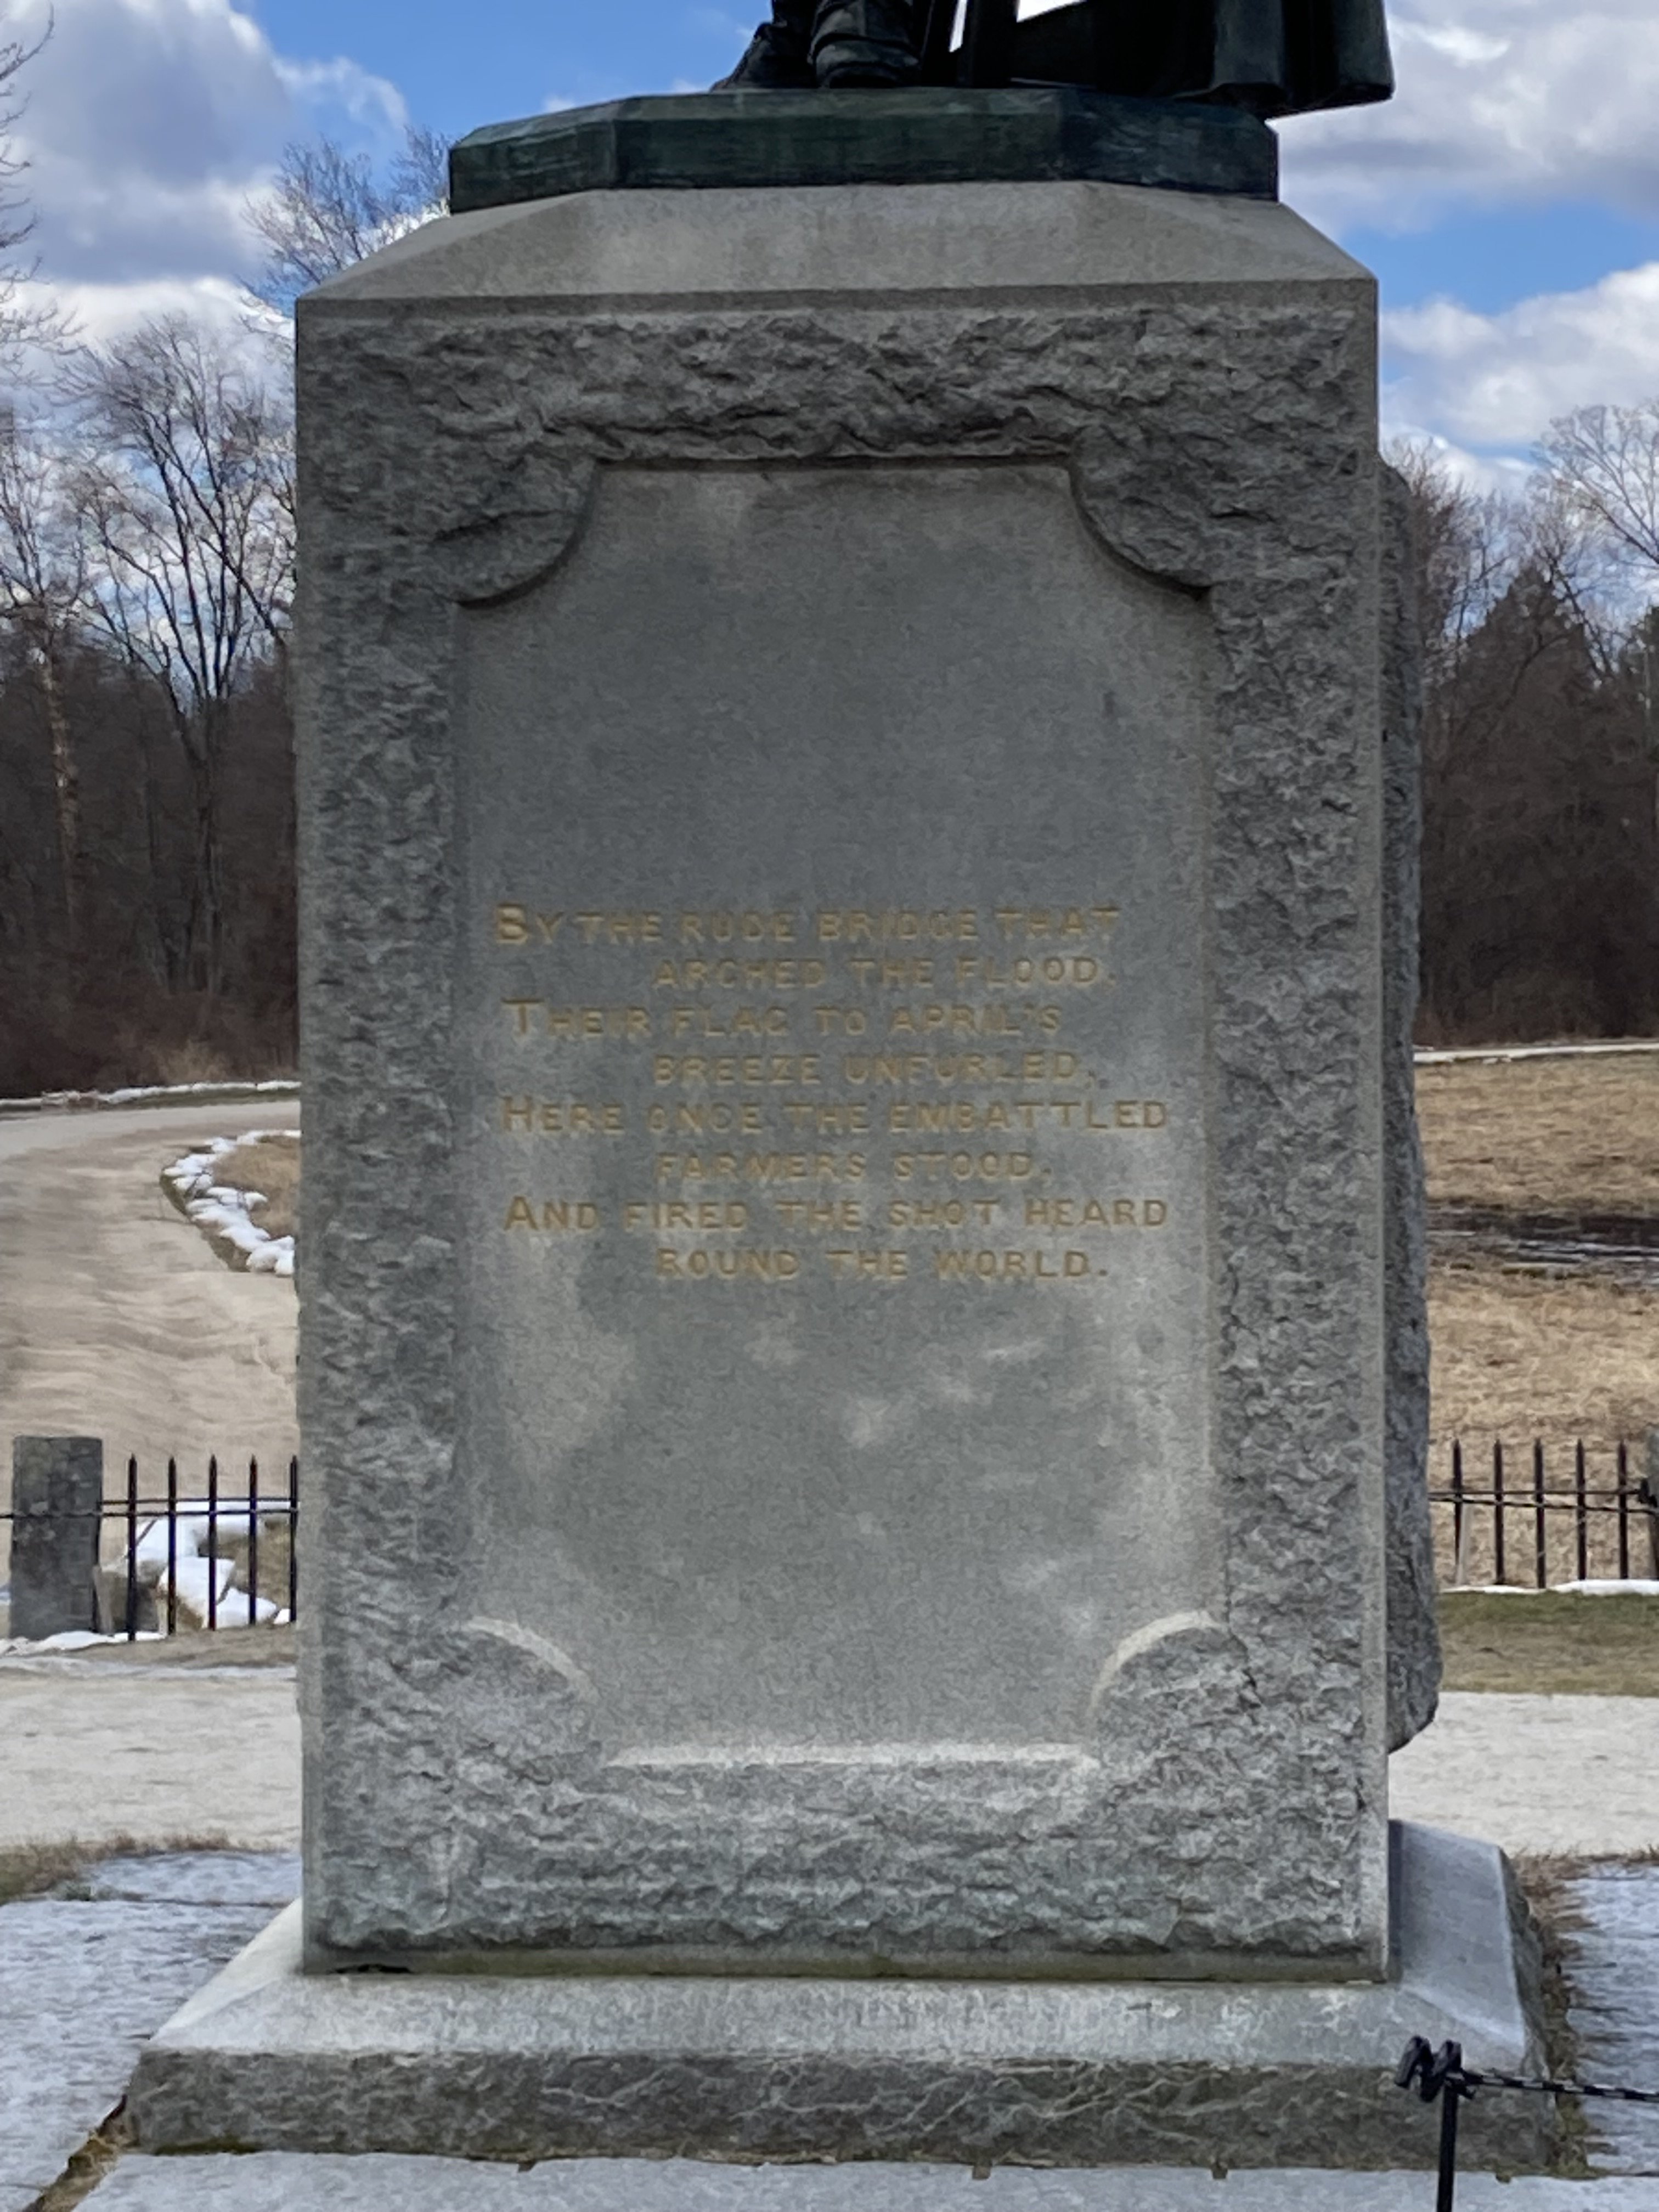 BY THE RUDE BRIDGE THAT
ARCHED THE FLOOD,
THEIR FLAG TO APRIL'S
BREEZE UNFURLED,
HERE ONCE THE EMBATTLED
FARMERS STOOD,
AND FIRED THE SHOT HEARD
ROUND THE WORLD.